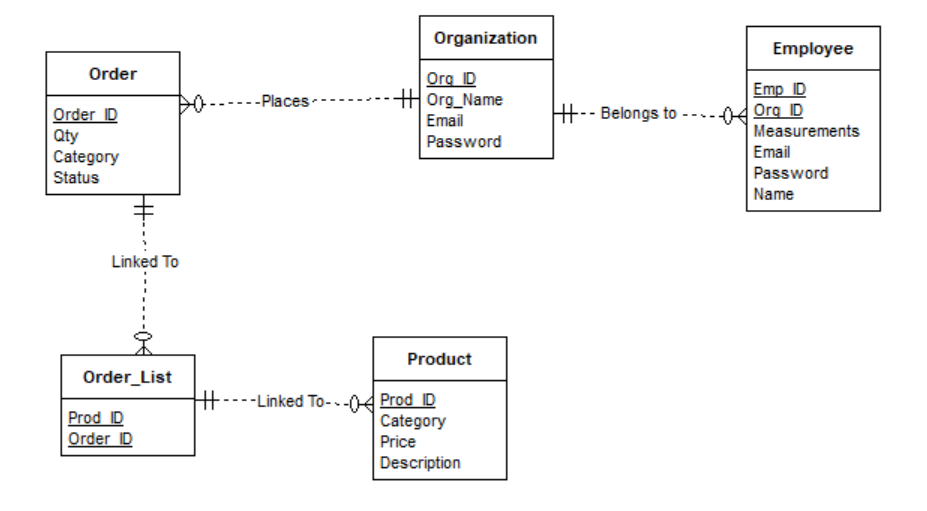 Order
Order_ID
Qty
Category
Status
Places
Organization
Org_ID
Org_Name
Email
Password
Belongs to
Employee
Emp_ID
Org_ID
Measurements
Email
Password
Name
Linked To
Order_List
Prod_ID
Order_ID
Linked To
Product
Prod_ID
Category
Price
Description